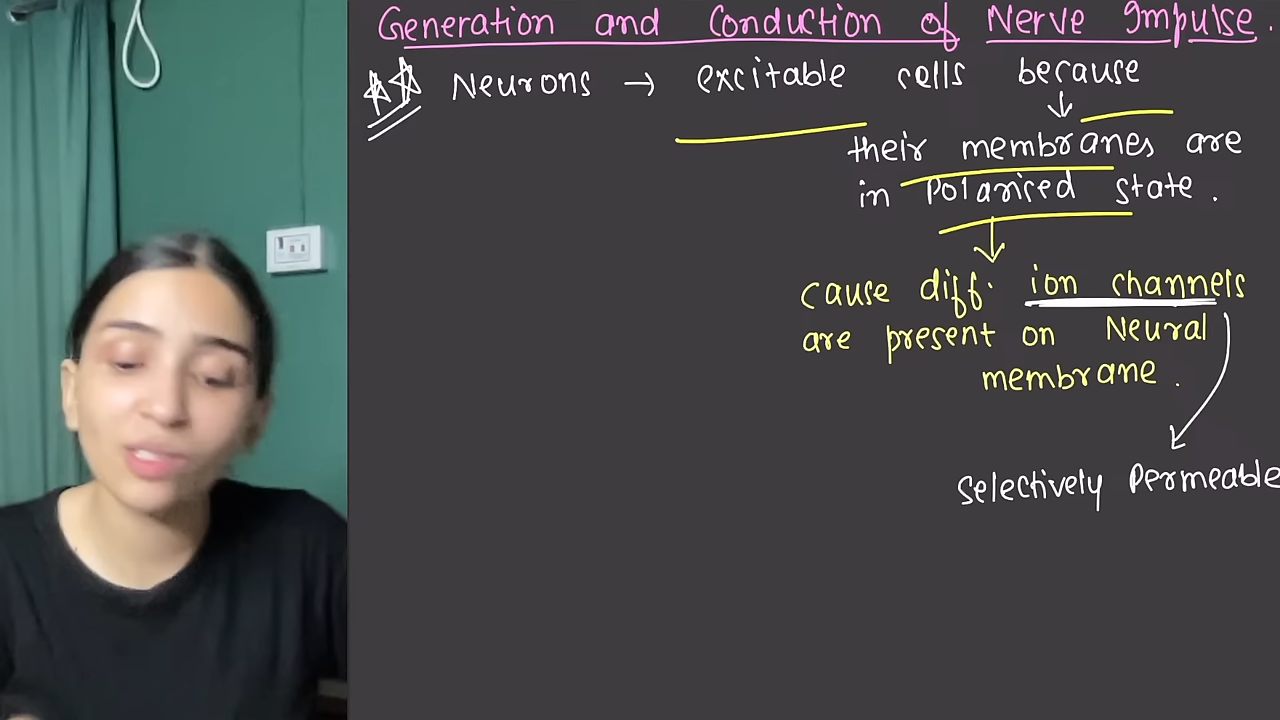 Generation and Conduction of Nerve Impulse.
Neurons → excitable cells because
↓
their membranes are
in Polarised state.
↓
cause diff. ion channels
are present on Neural
membrane.
Selectively Permeable